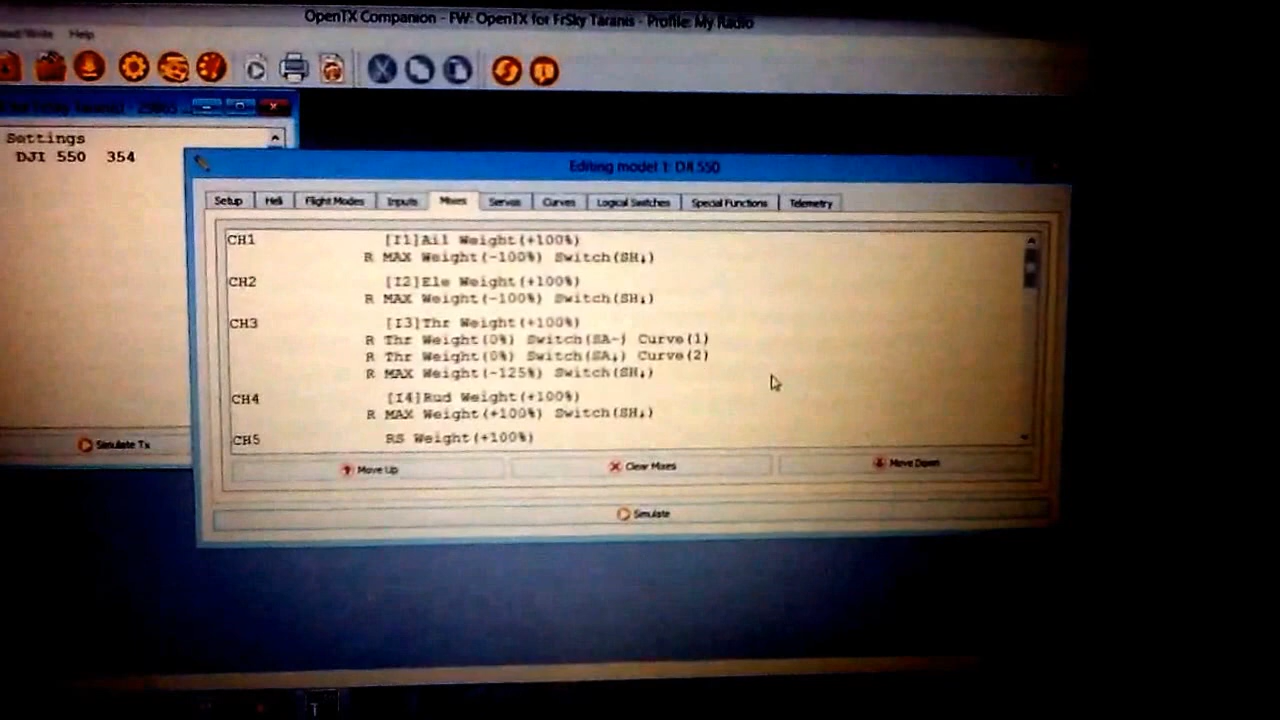 OpenTX Companion - FW: OpenTX for FrSky Taranis - Profile: My Radio
Help
Settings
DJI 550 354
Simulate Tx
Editing model 1: DJI 550
Setup Heli Flight Modes Inputs Mixes Servos Curves Logical Switches Special Functions Telemetry
CH1 [I1]Ail Weight(+100%)
R MAX Weight(-100%) Switch(SH↓)
CH2 [I2]Ele Weight(+100%)
R MAX Weight(-100%) Switch(SH↓)
CH3 [I3]Thr Weight(+100%)
R Thr Weight(0%) Switch(SA-) Curve(1)
R Thr Weight(0%) Switch(SA↓) Curve(2)
R MAX Weight(-125%) Switch(SH↓)
CH4 [I4]Rud Weight(+100%)
R MAX Weight(+100%) Switch(SH↓)
CH5 RS Weight(+100%)
Move Up Clear Mixes Move Down
Simulate